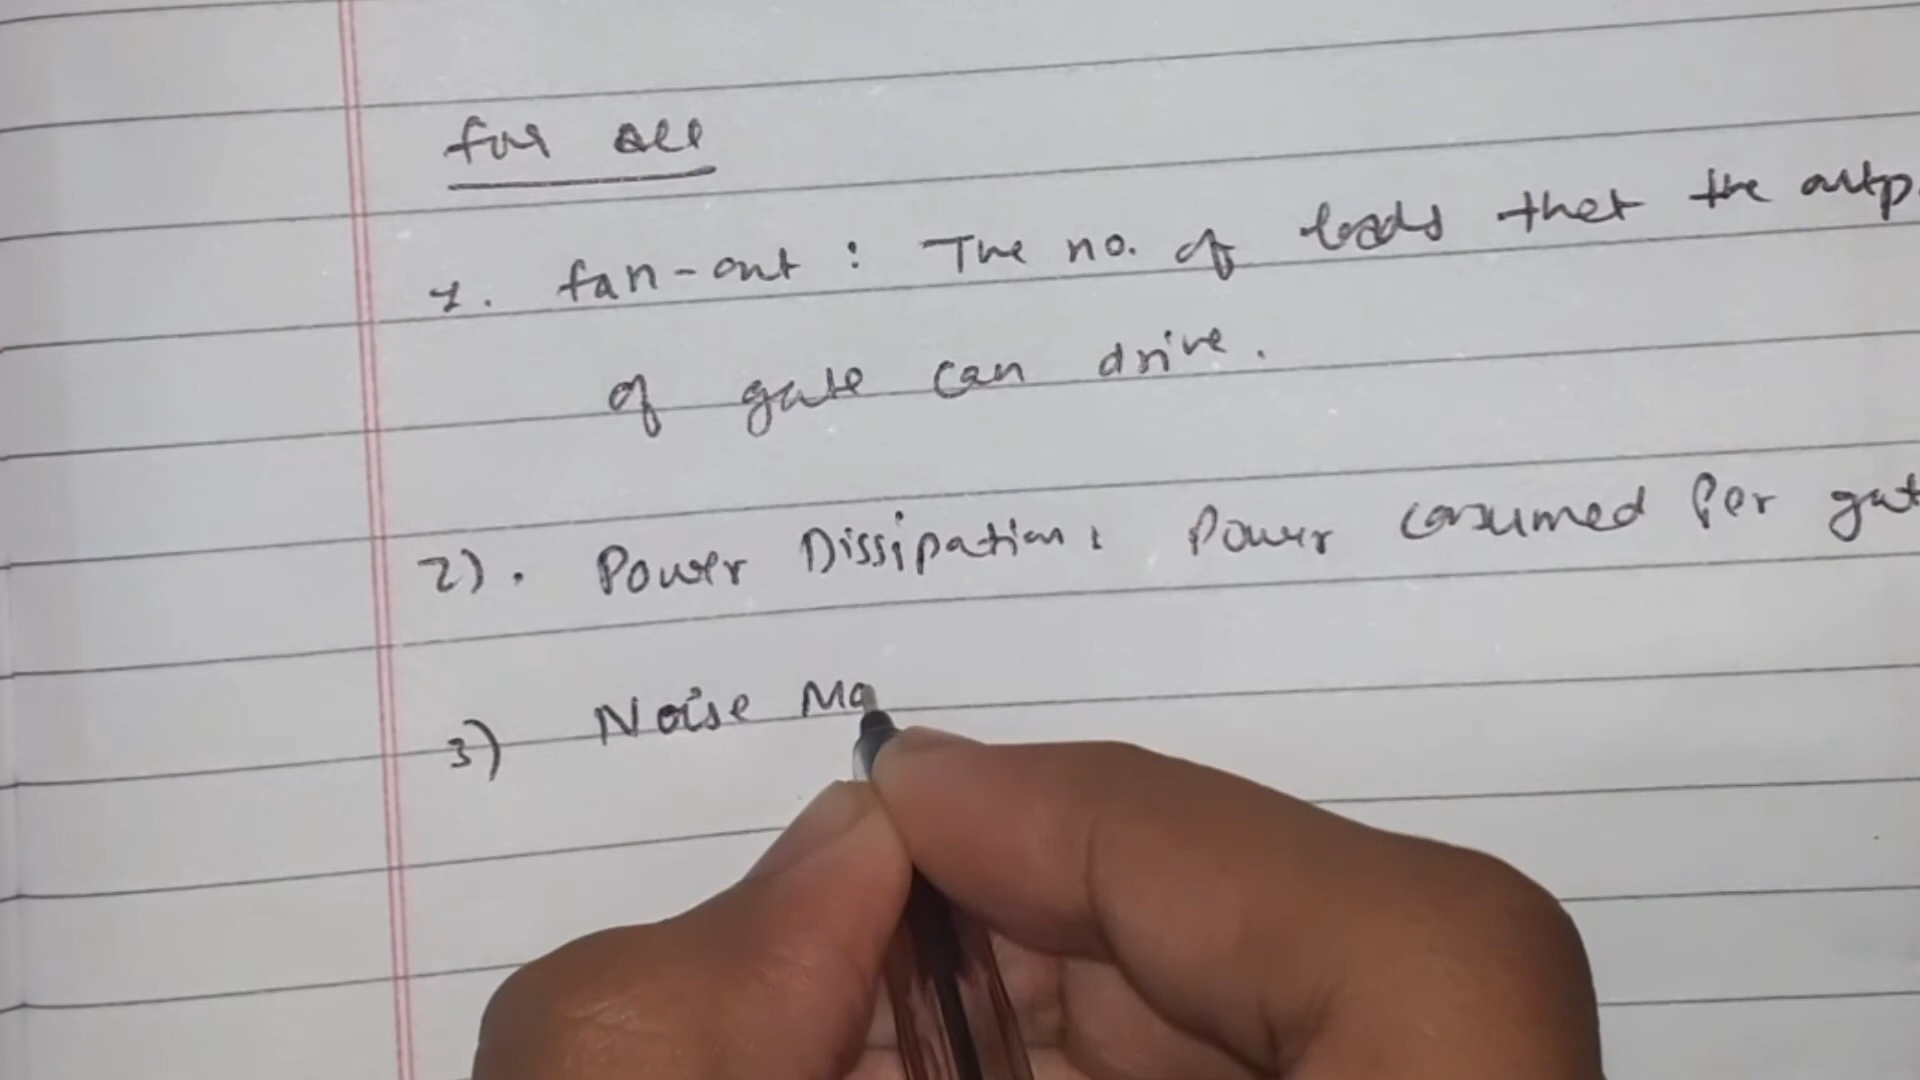 for all
1. fan-out : The no. of loads that the outp
of gate can drive.
2). Power Dissipation: Power consumed Per gat
3) Noise Ma